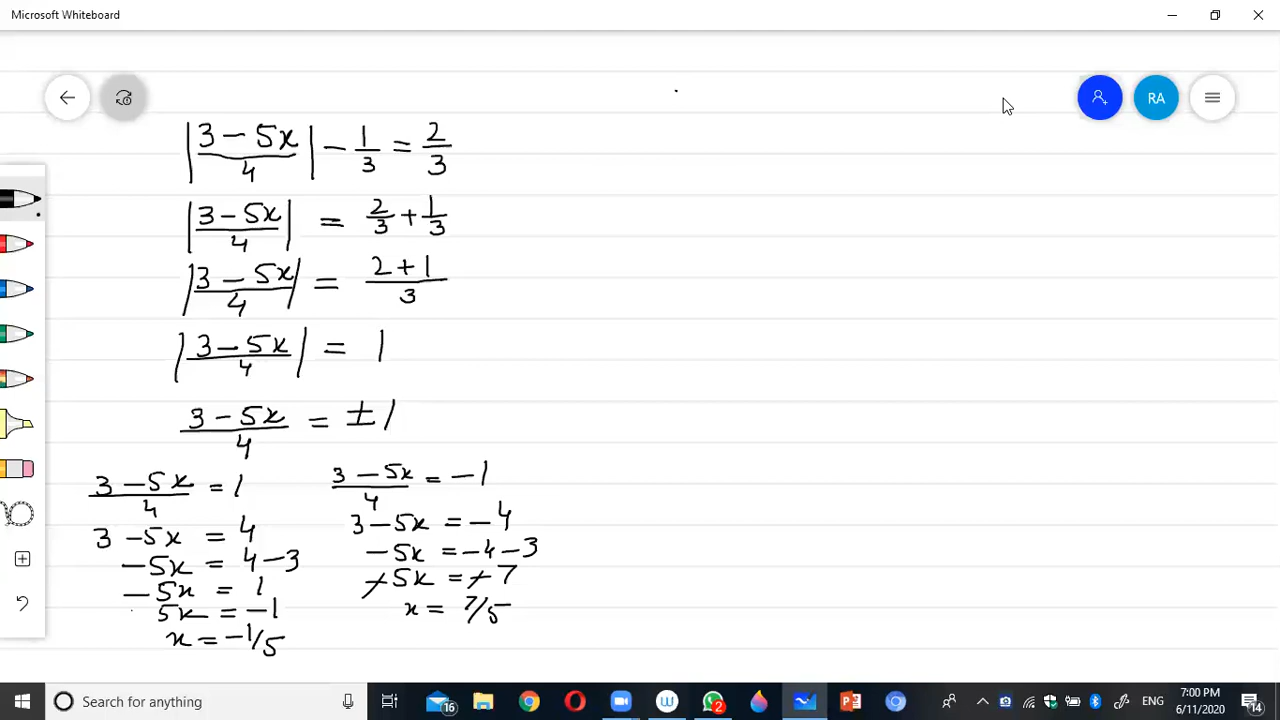 Microsoft Whiteboard
RA
|(3 - 5x)/4| - 1/3 = 2/3
|(3 - 5x)/4| = 2/3 + 1/3
|(3 - 5x)/4| = (2 + 1)/3
|(3 - 5x)/4| = 1
(3 - 5x)/4 = ±1
(3 - 5x)/4 = 1
3 - 5x = 4
-5x = 4 - 3
-5x = 1
5x = -1
x = -1/5
(3 - 5x)/4 = -1
3 - 5x = -4
-5x = -4 - 3
-5x = -7
x = 7/5
Search for anything
16
2
ENG
7:00 PM
6/11/2020
14